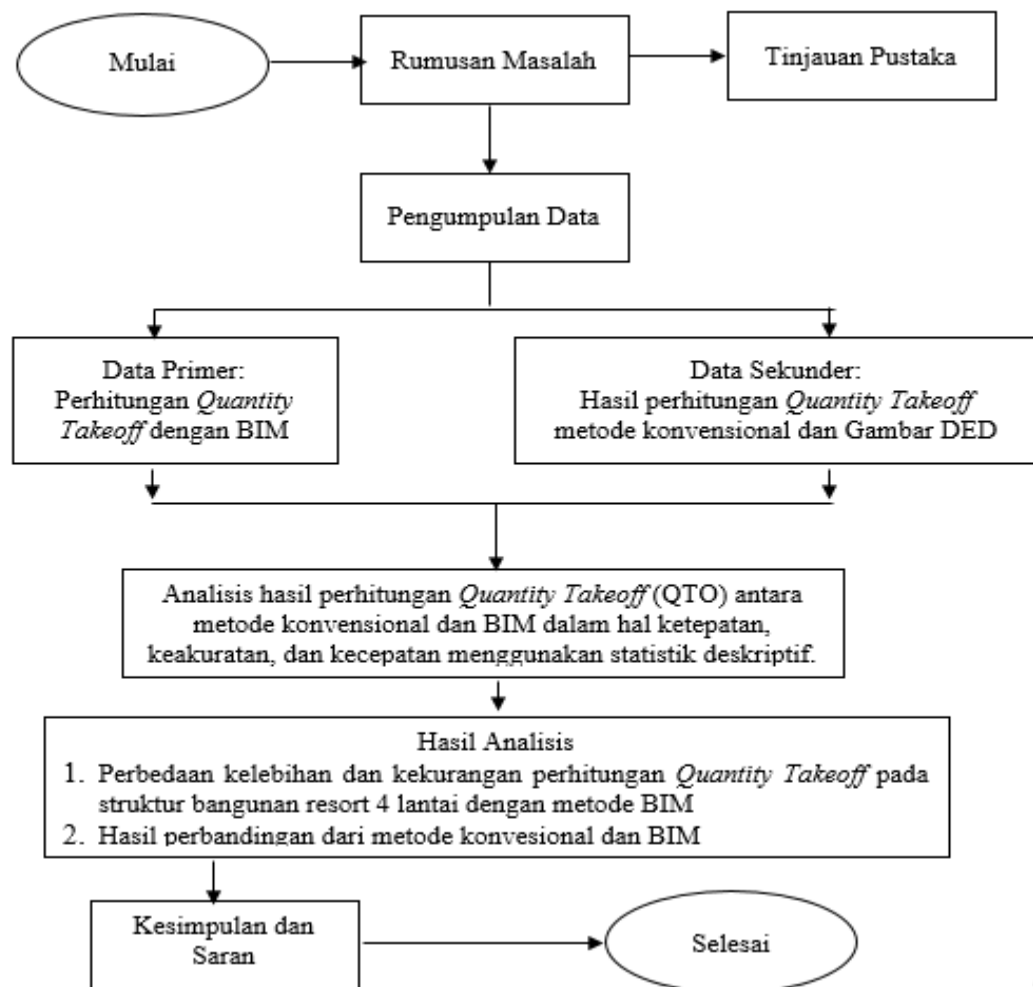 Mulai
Rumusan Masalah
Tinjauan Pustaka
Pengumpulan Data
Data Primer:
Perhitungan Quantity
Takeoff dengan BIM
Data Sekunder:
Hasil perhitungan Quantity Takeoff
metode konvensional dan Gambar DED
Analisis hasil perhitungan Quantity Takeoff (QTO) antara
metode konvensional dan BIM dalam hal ketepatan,
keakuratan, dan kecepatan menggunakan statistik deskriptif.
Hasil Analisis
1. Perbedaan kelebihan dan kekurangan perhitungan Quantity Takeoff pada
struktur bangunan resort 4 lantai dengan metode BIM
2. Hasil perbandingan dari metode konvesional dan BIM
Kesimpulan dan
Saran
Selesai